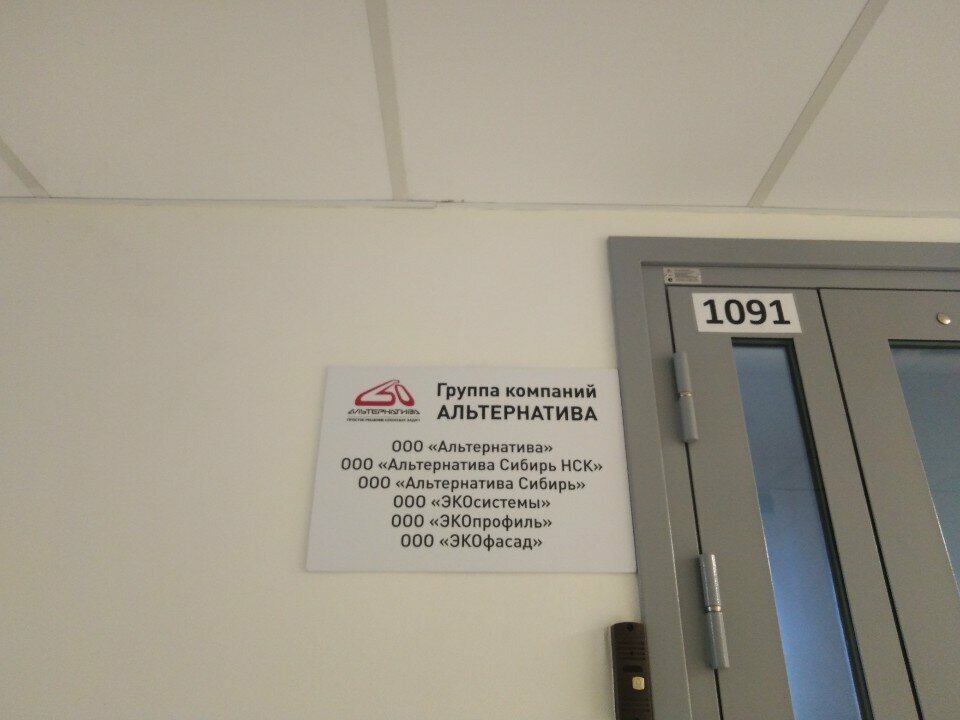 1091
АЛЬТЕРНАТИВА
Группа компаний
АЛЬТЕРНАТИВА
ООО «Альтернатива»
ООО «Альтернатива Сибирь НСК»
ООО «Альтернатива Сибирь»
ООО «ЭКОсистемы»
ООО «ЭКОпрофиль»
ООО «ЭКОфасад»